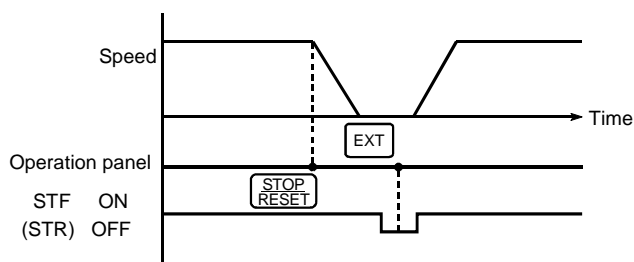 Speed
Time
EXT
Operation panel
STOP
RESET
STF ON
(STR) OFF